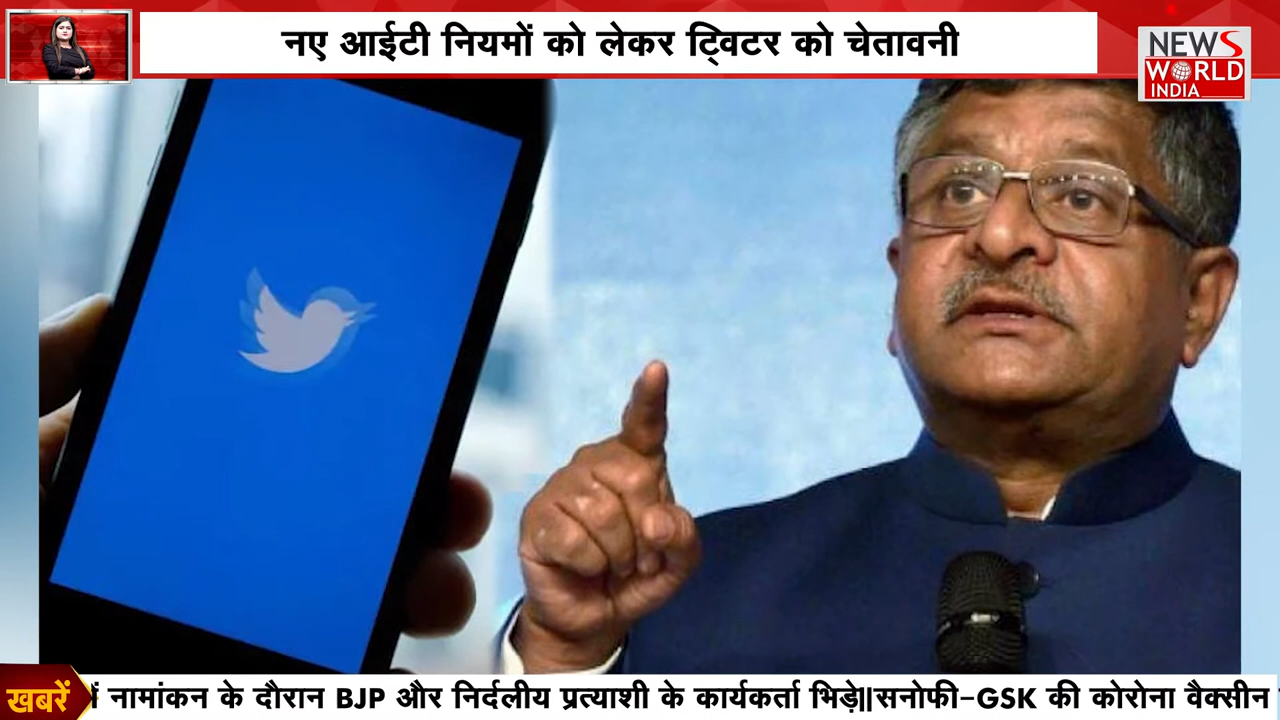 नए आईटी नियमों को लेकर ट्विटर को चेतावनी
NEWS
WORLD
INDIA
खबरें
नामांकन के दौरान BJP और निर्दलीय प्रत्याशी के कार्यकर्ता भिड़े||सनोफी-GSK की कोरोना वैक्सीन